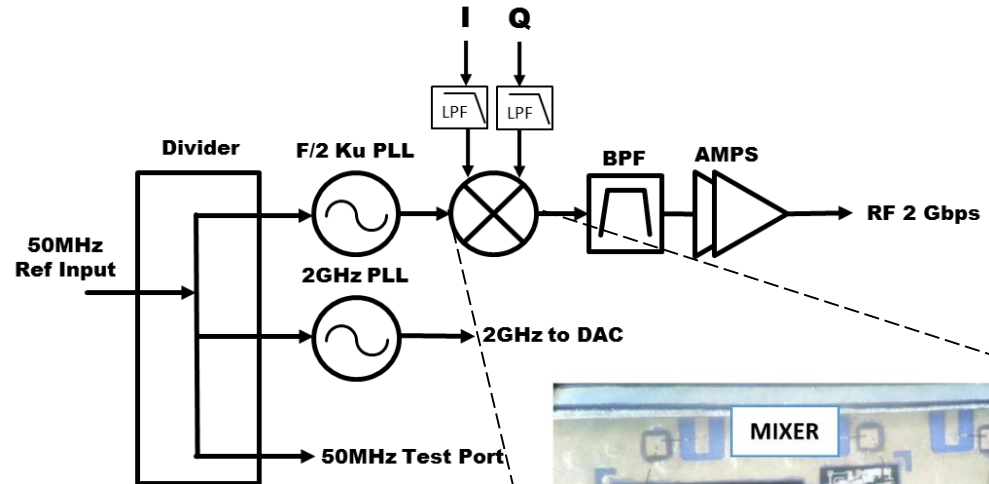 I
Q
LPF
LPF
Divider
F/2 Ku PLL
BPF
AMPS
RF 2 Gbps
50MHz
Ref Input
2GHz PLL
2GHz to DAC
MIXER
50MHz Test Port